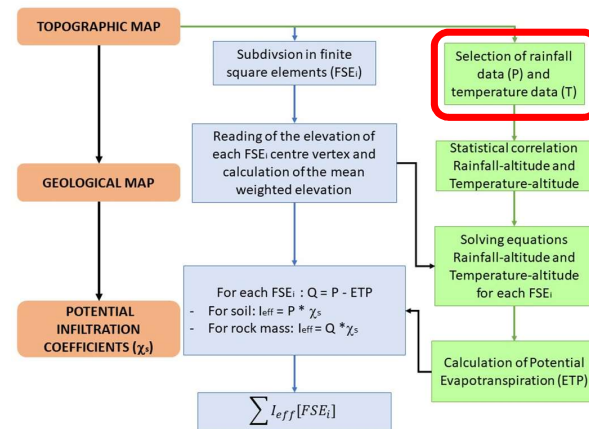 TOPOGRAPHIC MAP
Subdivsion in finite
square elements (FSEᵢ)
Selection of rainfall
data (P) and
temperature data (T)
Reading of the elevation of
each FSEᵢ centre vertex and
calculation of the mean
weighted elevation
Statistical correlation
Rainfall-altitude and
Temperature-altitude
GEOLOGICAL MAP
Solving equations
Rainfall-altitude and
Temperature-altitude
for each FSEᵢ
For each FSEᵢ : Q = P - ETP
- For soil: Iₑff = P * χₛ
- For rock mass: Iₑff = Q *χₛ
POTENTIAL
INFILTRATION
COEFFICIENTS (χₛ)
Calculation of Potential
Evapotranspiration (ETP)
∑ I_eff[FSEᵢ]